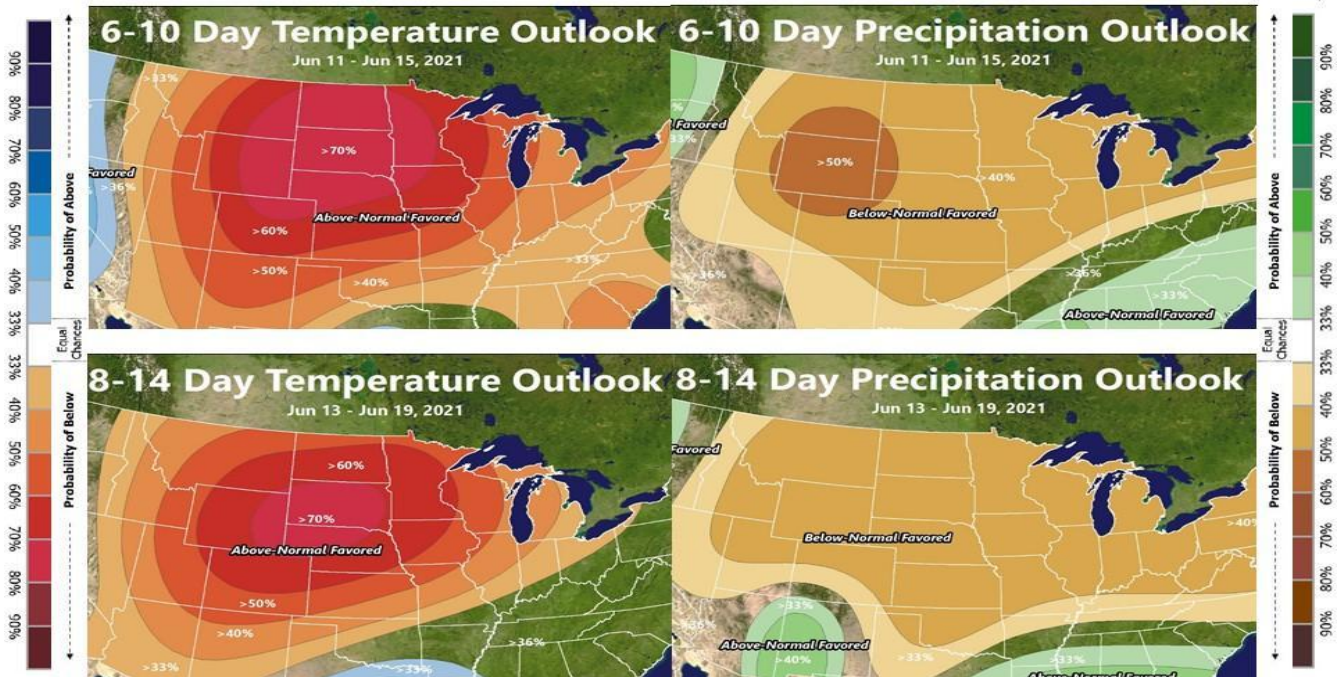 6-10 Day Temperature Outlook
Jun 11 - Jun 15, 2021
>33%
Favored
>36%
>70%
Above-Normal Favored
>60%
>50%
>40%
>33%
6-10 Day Precipitation Outlook
Jun 11 - Jun 15, 2021
%
Favored
33%
>50%
>40%
Below-Normal Favored
>36%
>36%
>33%
Above-Normal Favored
8-14 Day Temperature Outlook
Jun 13 - Jun 19, 2021
>60%
>70%
Above-Normal Favored
>50%
>40%
>33%
>36%
>33%
8-14 Day Precipitation Outlook
Jun 13 - Jun 19, 2021
Favored
>40%
Below-Normal Favored
>33%
>36%
Above-Normal Favored
>40%
>33%
>33%
Above-Normal Favored
90%
80%
70%
60%
50%
40%
33%
Probability of Above
Equal Chances
33%
40%
50%
60%
70%
80%
90%
Probability of Below
90%
80%
70%
60%
50%
40%
33%
Probability of Above
Equal Chances
33%
40%
50%
60%
70%
80%
90%
Probability of Below